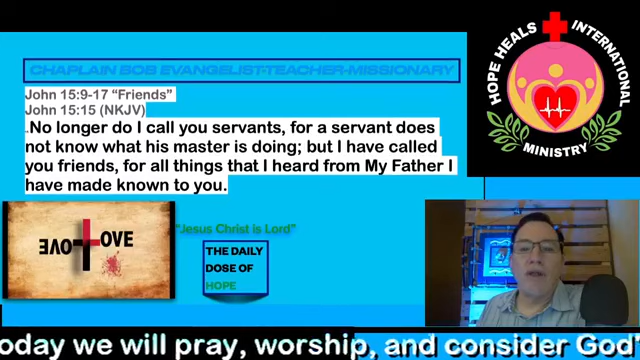 CHAPLAIN BOB EVANGELIST-TEACHER-MISSIONARY
HOPE HEALS INTERNATIONAL
MINISTRY
John 15:9-17 “Friends”
John 15:15 (NKJV)
.No longer do I call you servants, for a servant does
not know what his master is doing; but I have called
you friends, for all things that I heard from My Father I
have made known to you.
LOVE LOVE
"Jesus Christ is Lord"
THE DAILY
DOSE OF
HOPE
oday we will pray, worship, and consider God'